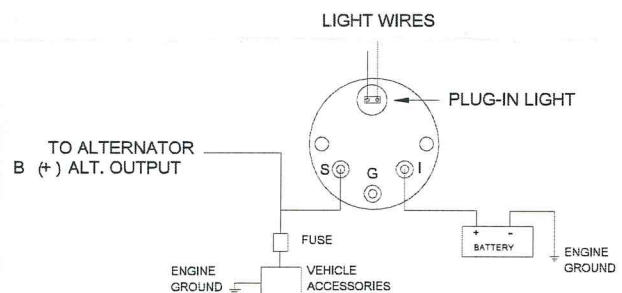 LIGHT WIRES
PLUG-IN LIGHT
TO ALTERNATOR
B (+) ALT. OUTPUT
S G I
FUSE
+ -
BATTERY
ENGINE
GROUND
ENGINE
GROUND
VEHICLE
ACCESSORIES